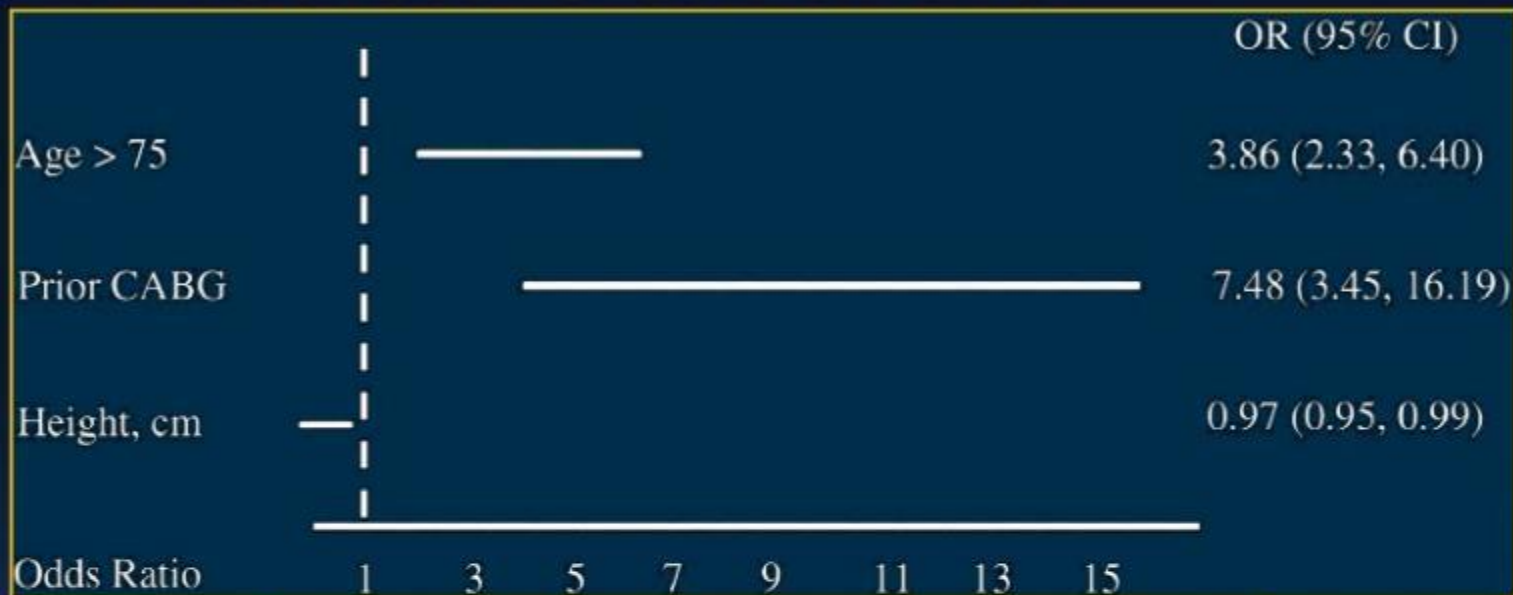 OR (95% CI)
Age > 75 3.86 (2.33, 6.40)
Prior CABG 7.48 (3.45, 16.19)
Height, cm 0.97 (0.95, 0.99)
Odds Ratio 1 3 5 7 9 11 13 15